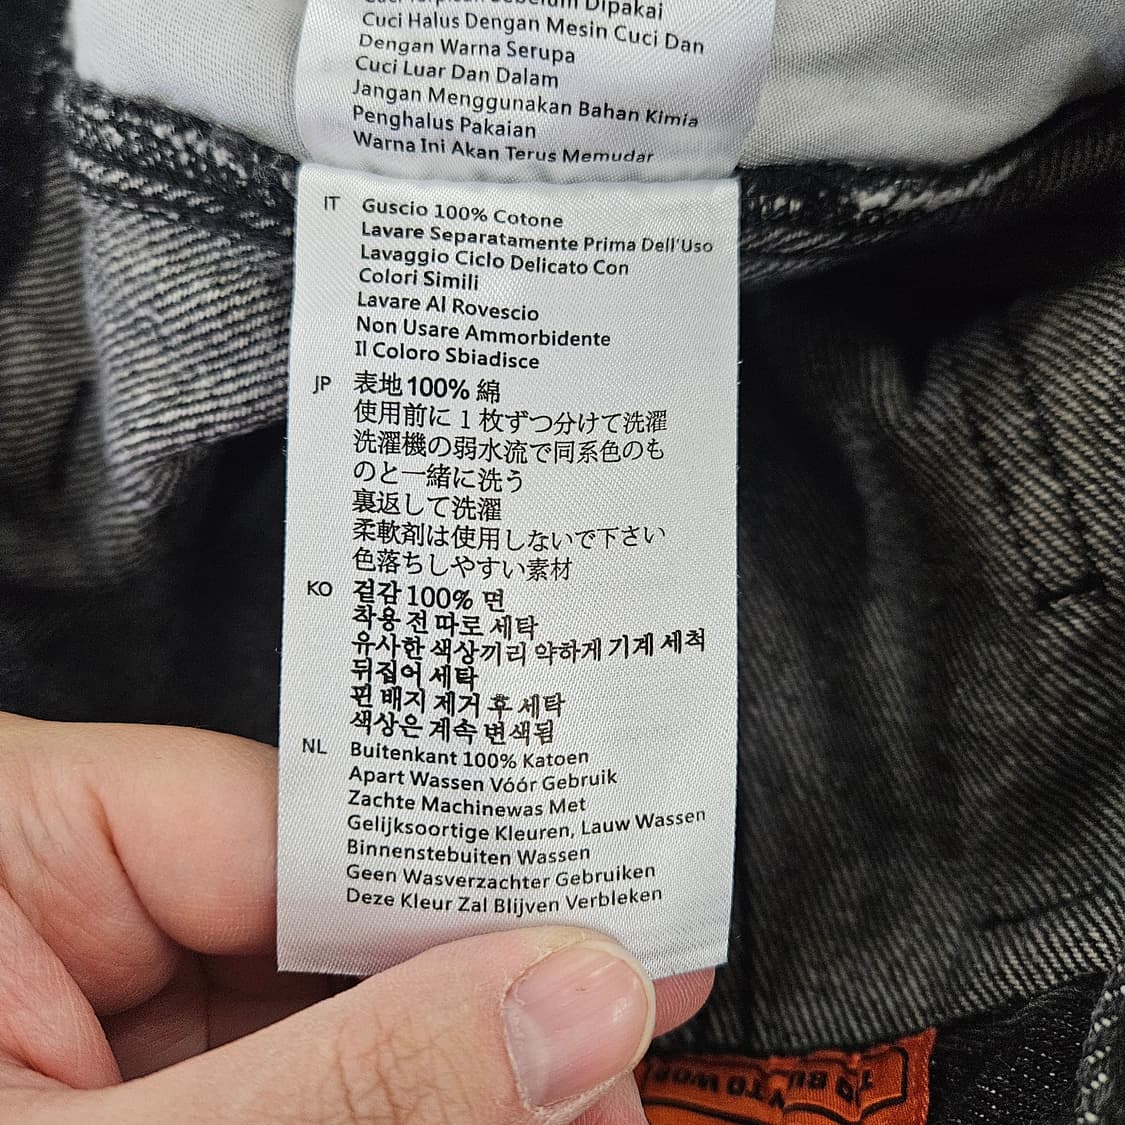 Dipakai
Cuci Halus Dengan Mesin Cuci Dan
Dengan Warna Serupa
Cuci Luar Dan Dalam
Jangan Menggunakan Bahan Kimia
Penghalus Pakaian
Warna Ini Akan Terus Memudar
IT Guscio 100% Cotone
Lavare Separatamente Prima Dell'Uso
Lavaggio Ciclo Delicato Con
Colori Simili
Lavare Al Rovescio
Non Usare Ammorbidente
Il Coloro Sbiadisce
JP 表地100% 綿
使用前に 1 枚ずつ分けて洗濯
洗濯機の弱水流で同系色のも
のと一緒に洗う
裏返して洗濯
柔軟剤は使用しないで下さい
色落ちしやすい素材
KO 겉감 100% 면
착용 전 따로 세탁
유사한 색상끼리 약하게 기계 세척
뒤집어 세탁
핀 배지 제거 후 세탁
색상은 계속 변색됨
NL Buitenkant 100% Katoen
Apart Wassen Vóór Gebruik
Zachte Machinewas Met
Gelijksoortige Kleuren, Lauw Wassen
Binnenstebuiten Wassen
Geen Wasverzachter Gebruiken
Deze Kleur Zal Blijven Verbleken